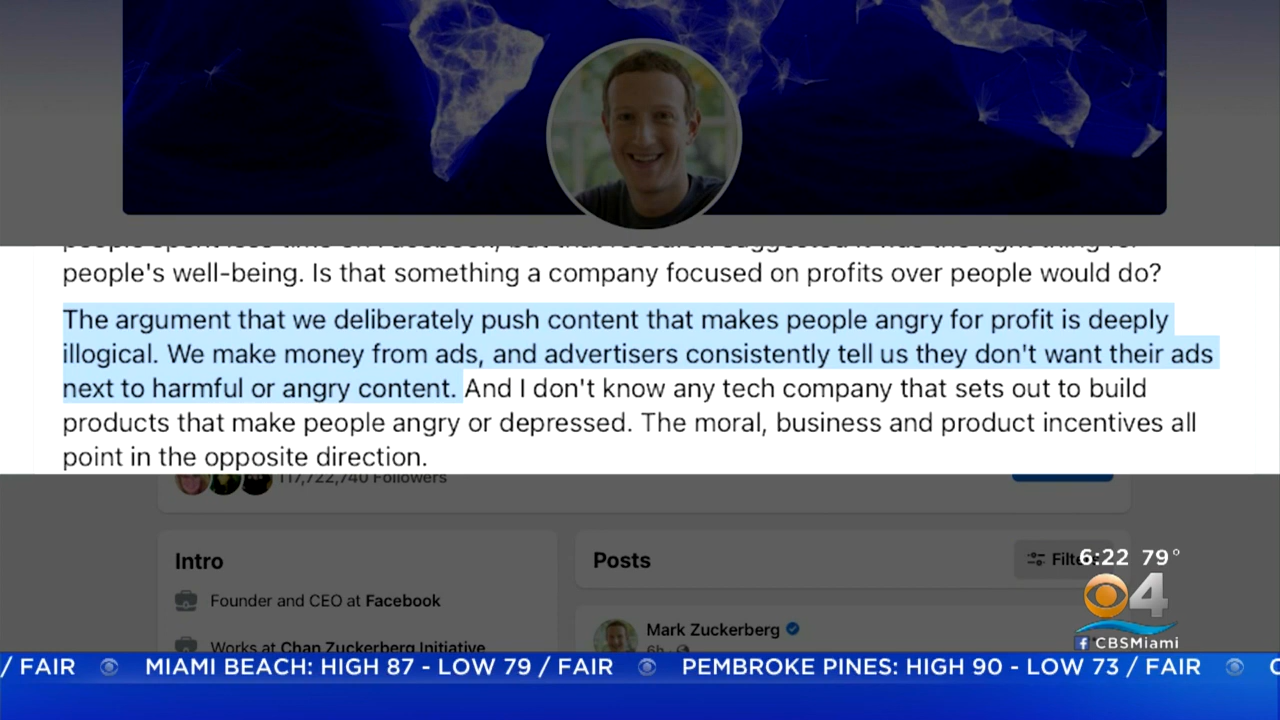 people's well-being. Is that something a company focused on profits over people would do?
The argument that we deliberately push content that makes people angry for profit is deeply
illogical. We make money from ads, and advertisers consistently tell us they don't want their ads
next to harmful or angry content. And I don't know any tech company that sets out to build
products that make people angry or depressed. The moral, business and product incentives all
point in the opposite direction.
117,722,740 Followers
Intro
Posts
Founder and CEO at Facebook
Works at Chan Zuckerberg Initiative
Mark Zuckerberg
6h
6:22 79°
4
CBSMiami
/ FAIR MIAMI BEACH: HIGH 87 - LOW 79 / FAIR PEMBROKE PINES: HIGH 90 - LOW 73 / FAIR